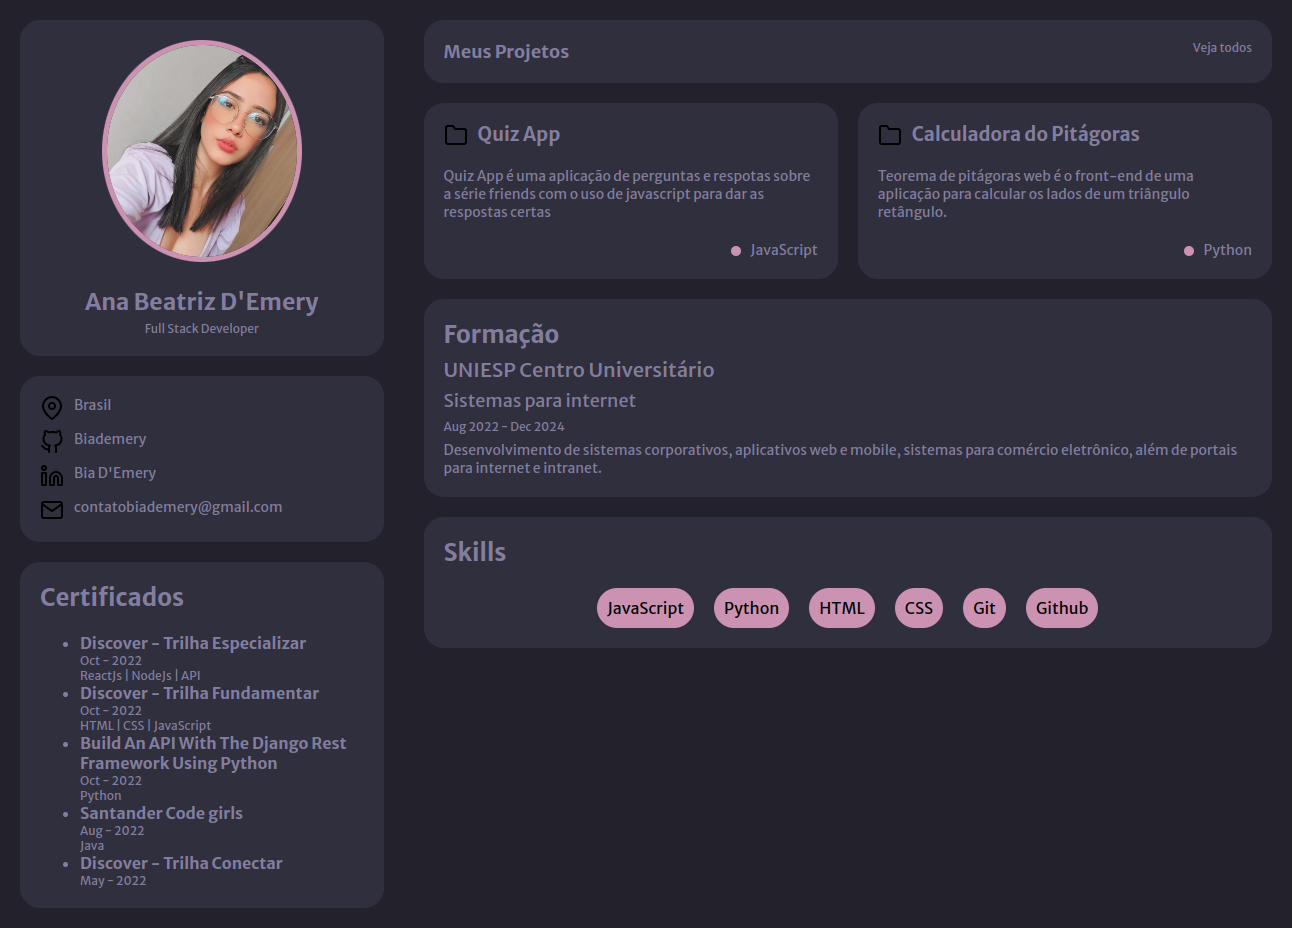 Ana Beatriz D'Emery
Full Stack Developer
Brasil
Biademery
Bia D'Emery
contatobiademery@gmail.com
Certificados
Discover - Trilha Especializar
Oct - 2022
ReactJs | NodeJs | API
Discover - Trilha Fundamentar
Oct - 2022
HTML | CSS | JavaScript
Build An API With The Django Rest
Framework Using Python
Oct - 2022
Python
Santander Code girls
Aug - 2022
Java
Discover - Trilha Conectar
May - 2022
Meus Projetos
Veja todos
Quiz App
Quiz App é uma aplicação de perguntas e respotas sobre
a série friends com o uso de javascript para dar as
respostas certas
JavaScript
Calculadora do Pitágoras
Teorema de pitágoras web é o front-end de uma
aplicação para calcular os lados de um triângulo
retângulo.
Python
Formação
UNIESP Centro Universitário
Sistemas para internet
Aug 2022 - Dec 2024
Desenvolvimento de sistemas corporativos, aplicativos web e mobile, sistemas para comércio eletrônico, além de portais
para internet e intranet.
Skills
JavaScript
Python
HTML
CSS
Git
Github